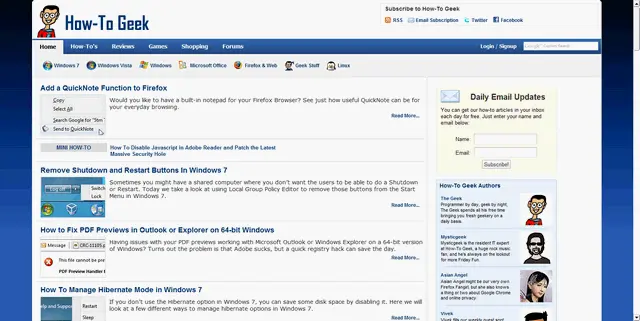 How-To Geek
Subscribe to How-To Geek
RSS Email Subscription Twitter Facebook
Home How-To's Reviews Games Shopping Forums
Login / Signup
Windows 7 Windows Vista Windows Microsoft Office Firefox & Web Geek Stuff Linux
Add a QuickNote Function to Firefox
Copy
Select All
Search Google for "Stm
Send to QuickNote
Would you like to have a built-in notepad for your Firefox Browser? See just how useful QuickNote can be for
your everyday browsing.
Read More...
MINI HOW-TO
How To Disable Javascript in Adobe Reader and Patch the Latest
Massive Security Hole
Remove Shutdown and Restart Buttons In Windows 7
Switch
Lock
Sometimes you might have a shared computer where you don't want the users to be able to do a Shutdown
or Restart. Today we take a look at using Local Group Policy Editor to remove those buttons from the Start
Menu in Windows 7.
Read More...
How to Fix PDF Previews in Outlook or Explorer on 64-bit Windows
Message
This file cannot be pre
PDF Preview Handler
Having issues with your PDF previews working with Microsoft Outlook or Windows Explorer on a 64-bit version
of Windows? Turns out the problem is that Adobe sucks, but a quick registry hack can save the day.
Read More...
How To Manage Hibernate Mode in Windows 7
Help and Support
Restart
Sleep
If you don't use the Hibernate option in Windows 7, you can save some disk space by disabling it. Here we will
look at a few different ways to manage hibernate options in Windows 7.
Daily Email Updates
You can get our how-to articles in your inbox
each day for free. Just enter your name and
email below:
Name:
Email:
Subscribe!
How-To Geek Authors
The Geek
Programmer by day, geek by night,
The Geek spends all his free time
bringing you fresh geekery on a
daily basis.
Mysticgeek
Mysticgeek is the resident IT expert
at How-To Geek, a huge rock music
fan, and he's always on the lookout
for more Friday Fun.
Asian Angel
Asian Angel might be our very own
Firefox Fangirl, but she also knows
a thing or two about Google Chrome
and online privacy.
Vivek